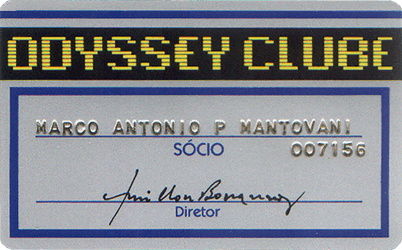 ODYSSEY CLUBE
MARCO ANTONIO P MANTOVANI
SÓCIO 007156
Diretor